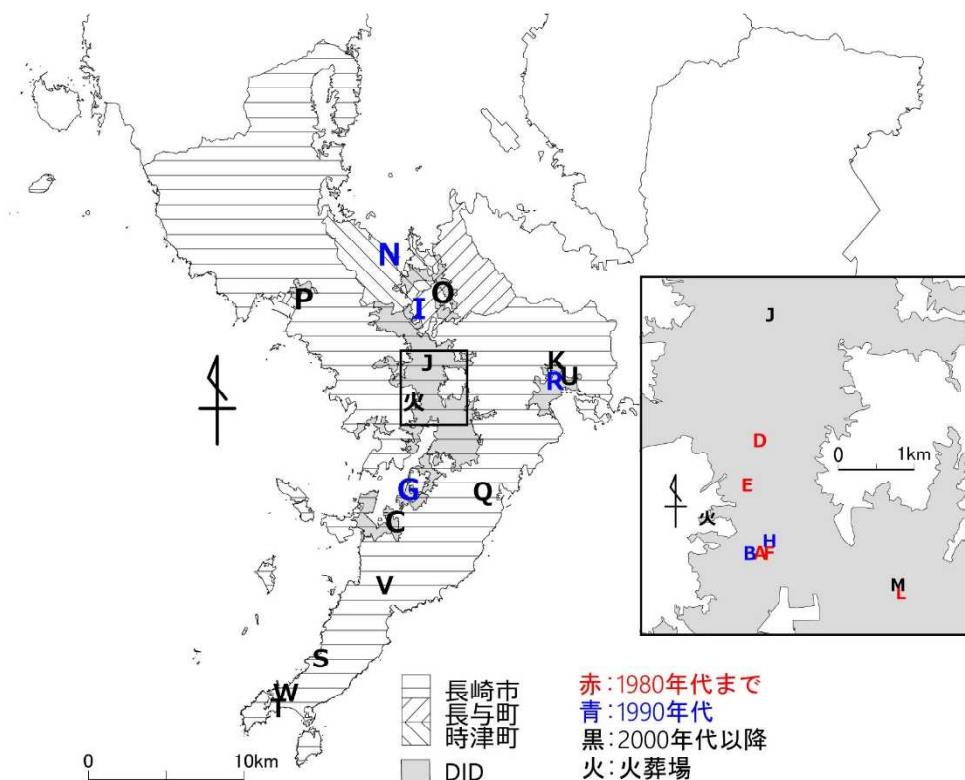 N
I
O
P
J
K
R
U
火
G
Q
C
V
S
W
T
J
D
E
火
H
B
A
F
M
L
0
1km
長崎市
長与町
時津町
DID
赤:1980年代まで
青:1990年代
黒:2000年代以降
火:火葬場
0
10km